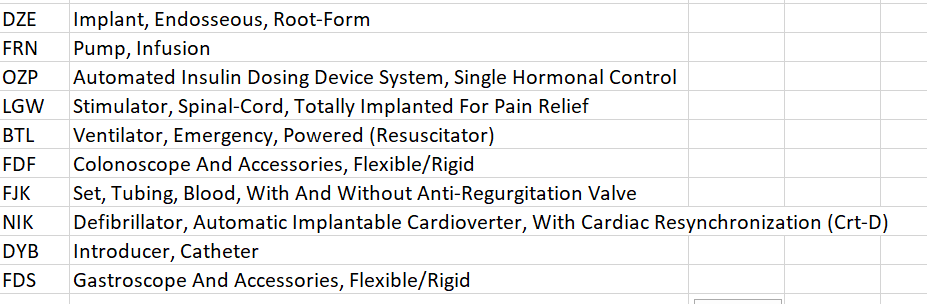 DZE Implant, Endosseous, Root-Form
FRN Pump, Infusion
OZP Automated Insulin Dosing Device System, Single Hormonal Control
LGW Stimulator, Spinal-Cord, Totally Implanted For Pain Relief
BTL Ventilator, Emergency, Powered (Resuscitator)
FDF Colonoscope And Accessories, Flexible/Rigid
FJK Set, Tubing, Blood, With And Without Anti-Regurgitation Valve
NIK Defibrillator, Automatic Implantable Cardioverter, With Cardiac Resynchronization (Crt-D)
DYB Introducer, Catheter
FDS Gastroscope And Accessories, Flexible/Rigid